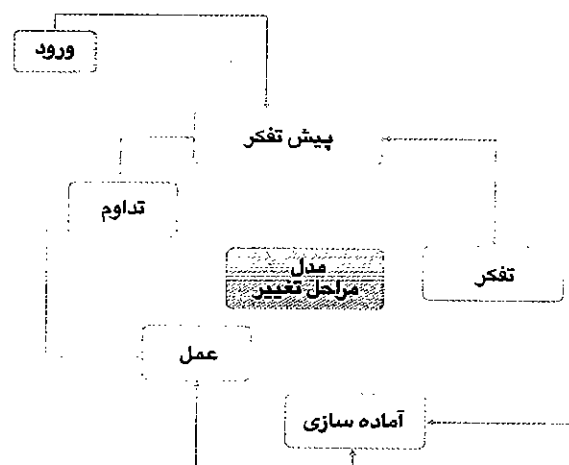 ورود
پیش تفکر
تداوم
تفکر
مدل
مراحل تغییر
عمل
آماده سازی